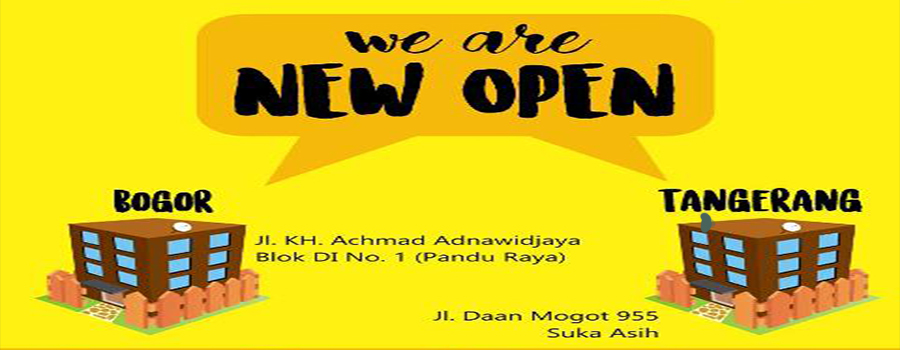 we are
NEW OPEN
BOGOR
Jl. KH. Achmad Adnawidjaya
Blok DI No. 1 (Pandu Raya)
TANGERANG
Jl. Daan Mogot 955
Suka Asih